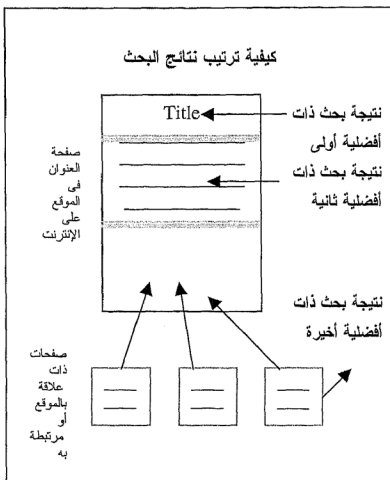 كيفية ترتيب نتائج البحث
Title
نتيجة بحث ذات
أفضلية أولى
نتيجة بحث ذات
أفضلية ثانية
صفحة
العنوان
فى
الموقع
على
الإنترنت
نتيجة بحث ذات
أفضلية أخيرة
صفحات
ذات
علاقة
بالموقع
أو
مرتبطة
به